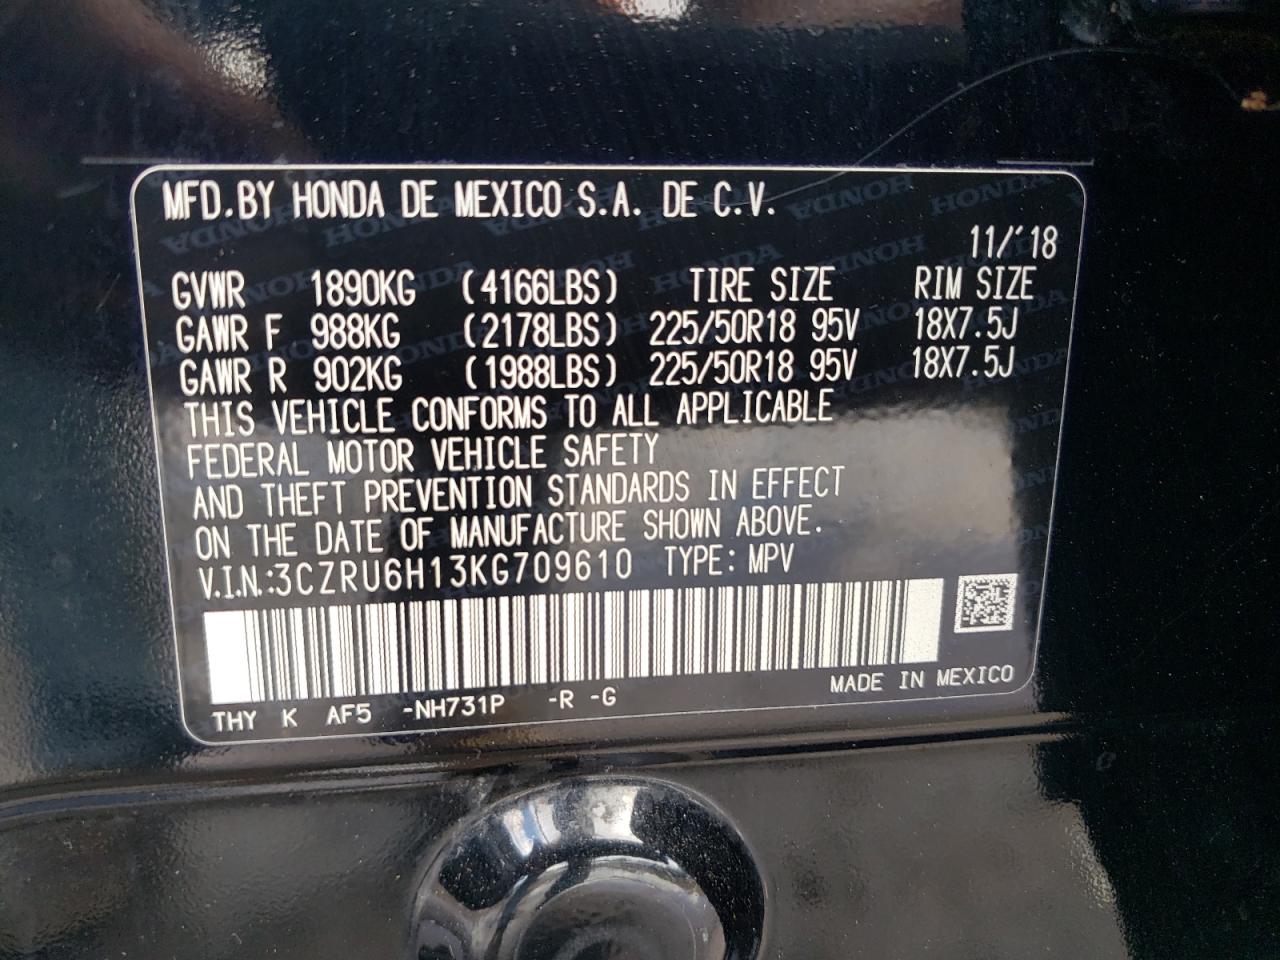 MFD.BY HONDA DE MEXICO S.A. DE C.V.
11/'18
GVWR 1890KG (4166LBS) TIRE SIZE RIM SIZE
GAWR F 988KG (2178LBS) 225/50R18 95V 18X7.5J
GAWR R 902KG (1988LBS) 225/50R18 95V 18X7.5J
THIS VEHICLE CONFORMS TO ALL APPLICABLE
FEDERAL MOTOR VEHICLE SAFETY
AND THEFT PREVENTION STANDARDS IN EFFECT
ON THE DATE OF MANUFACTURE SHOWN ABOVE.
V.I.N.:3CZRU6H13KG709610 TYPE: MPV
MADE IN MEXICO
THY K AF5 -NH731P -R -G